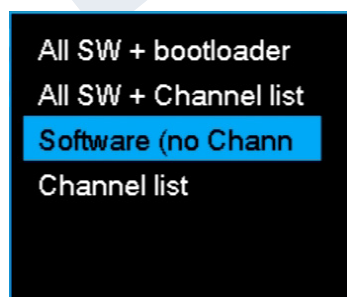 All SW + bootloader
All SW + Channel list
Software (no Chann
Channel list